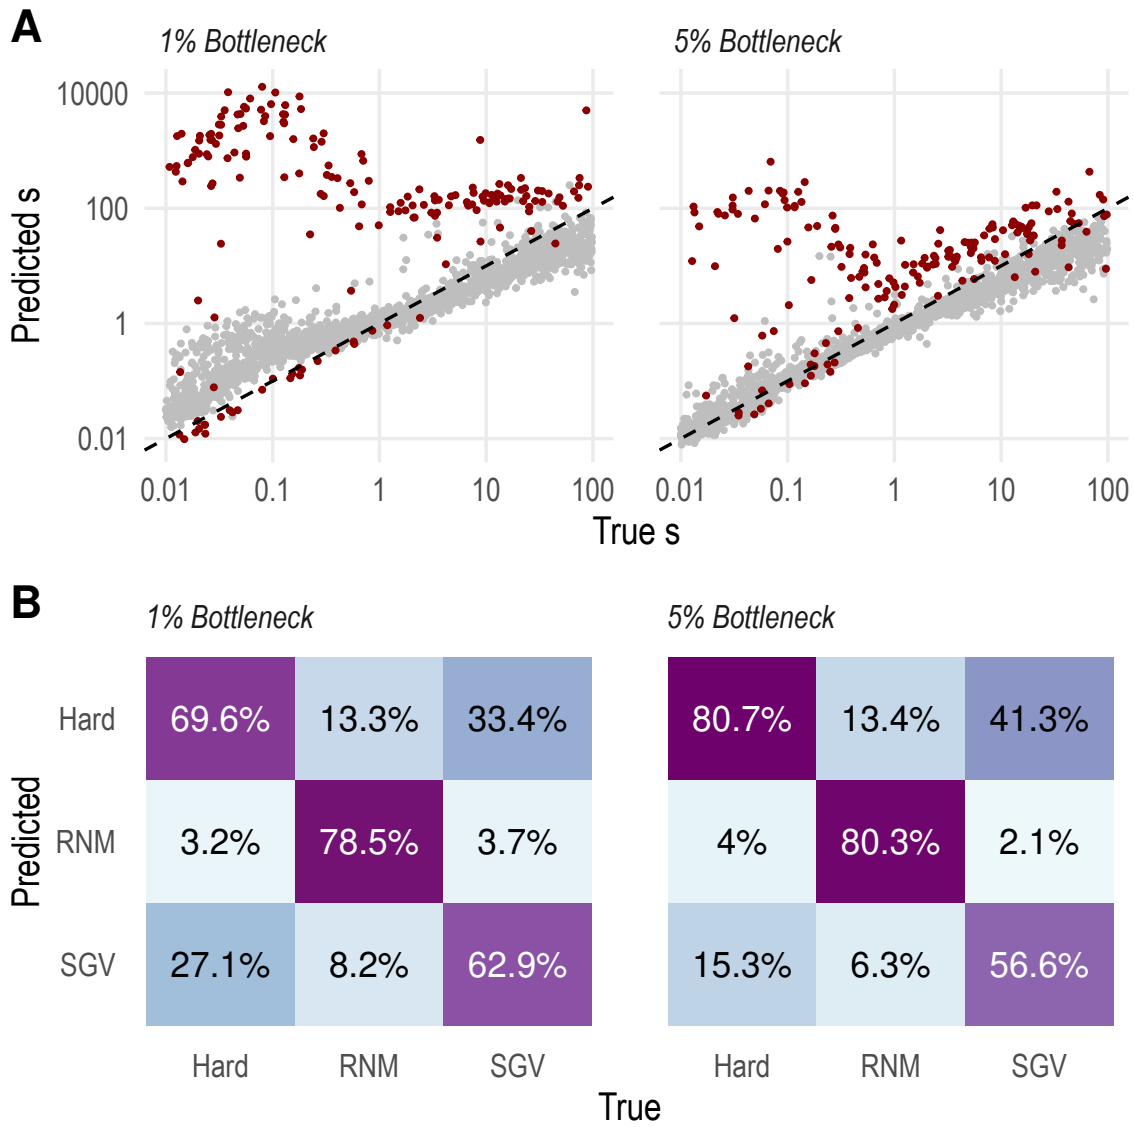 A
1% Bottleneck
5% Bottleneck
Predicted s
10000
100
1
0.01
0.01 0.1 1 10 100
0.01 0.1 1 10 100
True s
B
1% Bottleneck
5% Bottleneck
Predicted
Hard
69.6% 13.3% 33.4%
80.7% 13.4% 41.3%
RNM
3.2% 78.5% 3.7%
4% 80.3% 2.1%
SGV
27.1% 8.2% 62.9%
15.3% 6.3% 56.6%
Hard RNM SGV
Hard RNM SGV
True